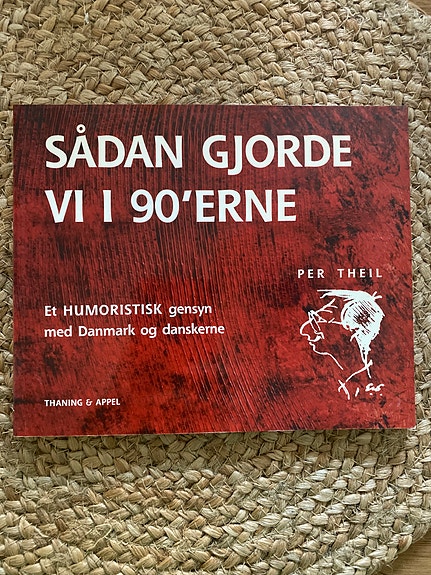 SÅDAN GJORDE
VI I 90'ERNE
PER THEIL
Et HUMORISTISK gensyn
med Danmark og danskerne
THANING & APPEL